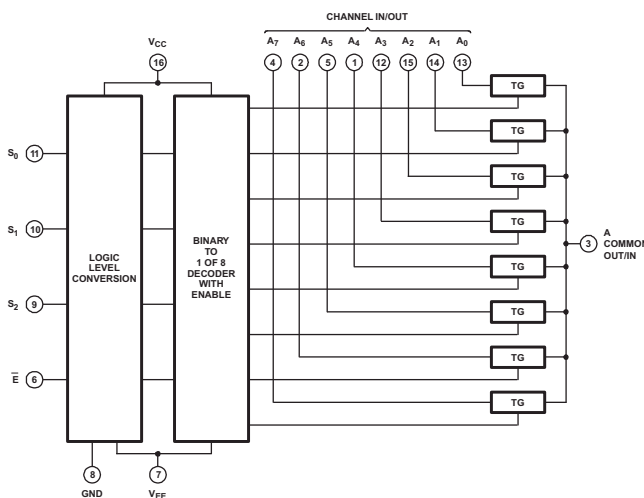 CHANNEL IN/OUT
VCC
A7 A6 A5 A4 A3 A2 A1 A0
16
4 2 5 1 12 15 14 13
TG
TG
S0 11
TG
TG
S1 10
LOGIC
LEVEL
CONVERSION
BINARY
TO
1 OF 8
DECODER
WITH
ENABLE
3
A
COMMON
OUT/IN
TG
S2 9
TG
TG
E̅ 6
TG
8
7
GND
VEE